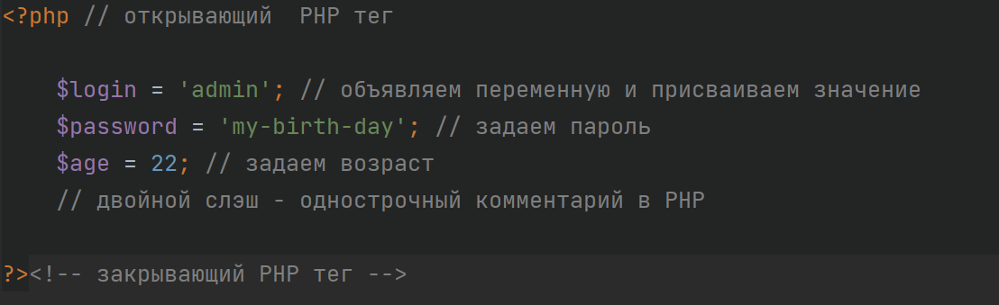 <?php // открывающий  PHP тег
$login = 'admin'; // объявляем переменную и присваиваем значение
$password = 'my-birth-day'; // задаем пароль
$age = 22; // задаем возраст
// двойной слэш - однострочный комментарий в PHP
?><!-- закрывающий PHP тег -->